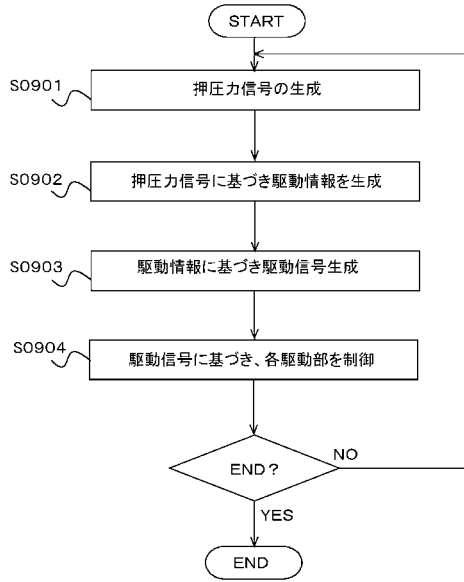 START
S0901
押圧力信号の生成
S0902
押圧力信号に基づき駆動情報を生成
S0903
駆動情報に基づき駆動信号生成
S0904
駆動信号に基づき、各駆動部を制御
END?
NO
YES
END